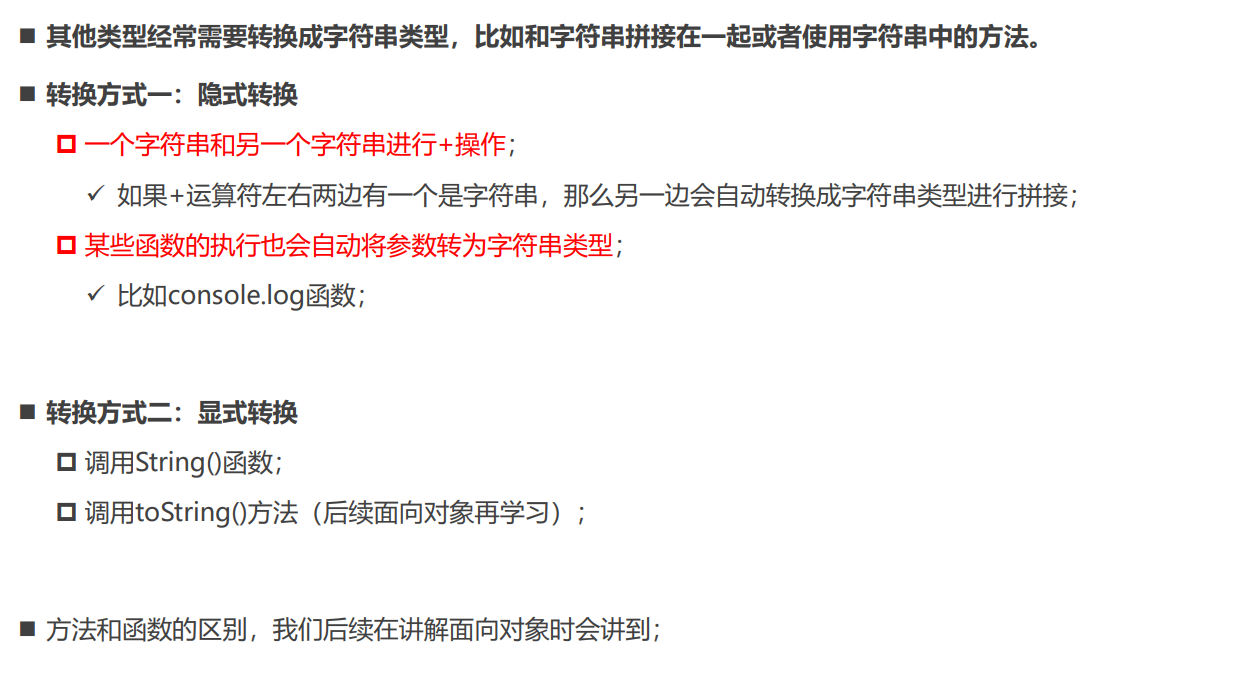 其他类型经常需要转换成字符串类型，比如和字符串拼接在一起或者使用字符串中的方法。
转换方式一：隐式转换
一个字符串和另一个字符串进行+操作；
如果+运算符左右两边有一个是字符串，那么另一边会自动转换成字符串类型进行拼接；
某些函数的执行也会自动将参数转为字符串类型；
比如console.log函数；
转换方式二：显式转换
调用String()函数；
调用toString()方法（后续面向对象再学习）；
方法和函数的区别，我们后续在讲解面向对象时会讲到；